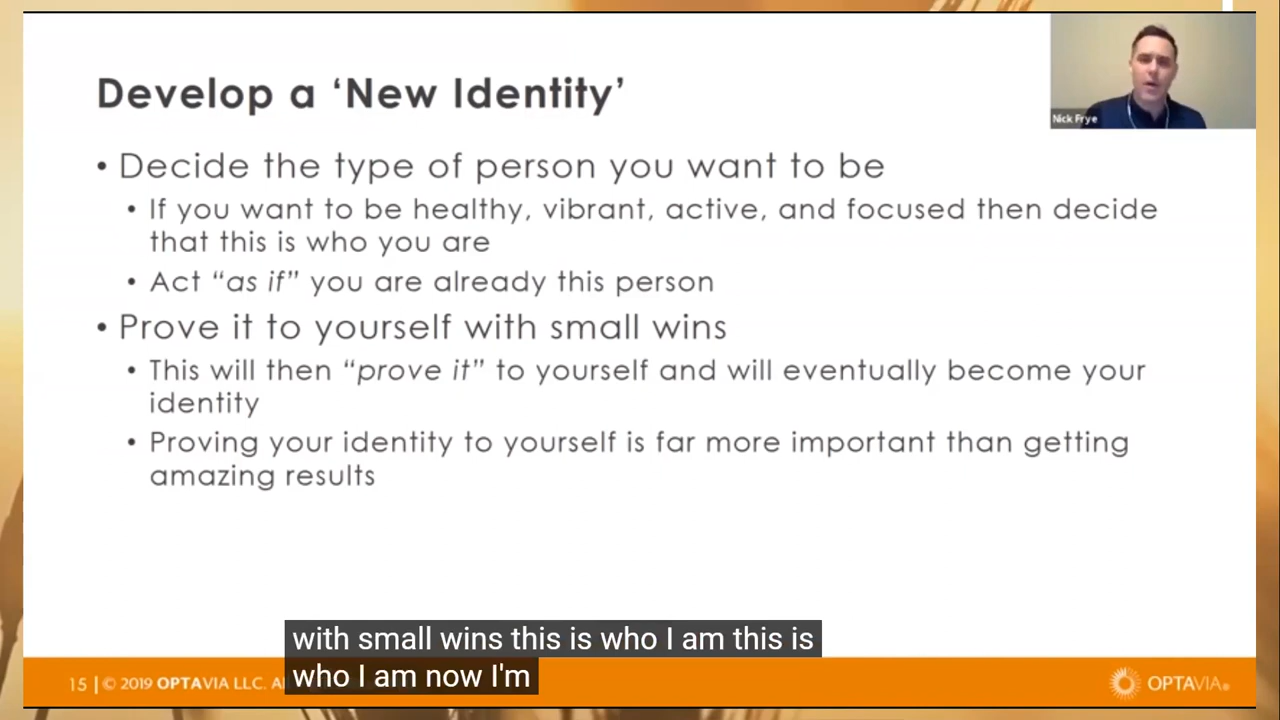 Develop a ‘New Identity’
Nick Frye
• Decide the type of person you want to be
• If you want to be healthy, vibrant, active, and focused then decide
that this is who you are
• Act “as if” you are already this person
• Prove it to yourself with small wins
• This will then “prove it” to yourself and will eventually become your
identity
• Proving your identity to yourself is far more important than getting
amazing results
with small wins this is who I am this is
who I am now I'm
15 | © 2019 OPTAVIA LLC.
OPTAVIA®